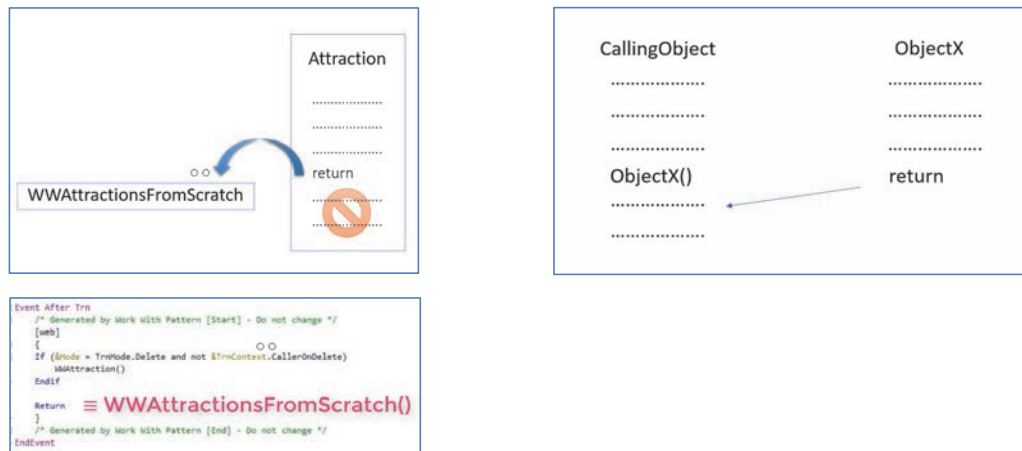 Attraction
....................
....................
....................
return
WWAttractionsFromScratch
....................
....................
CallingObject
....................
....................
....................
ObjectX()
....................
....................
ObjectX
....................
....................
....................
return
Event After Trn
/* Generated by Work With Pattern [Start] - Do not change */
[web]
{
If (&Mode = TrnMode.Delete and not &TrnContext.CallerOnDelete)
WWAttraction()
Endif
Return ≡ WWAttractionsFromScratch()
}
/* Generated by Work With Pattern [End] - Do not change */
EndEvent